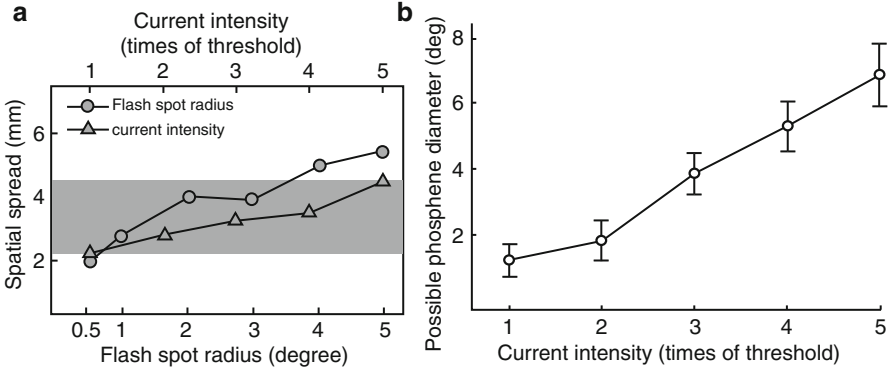 a
Current intensity
(times of threshold)
1 2 3 4 5
Flash spot radius
current intensity
Spatial spread (mm)
6
4
2
0.5 1 2 3 4 5
Flash spot radius (degree)
b
Possible phosphene diameter (deg)
8
6
4
2
1 2 3 4 5
Current intensity (times of threshold)